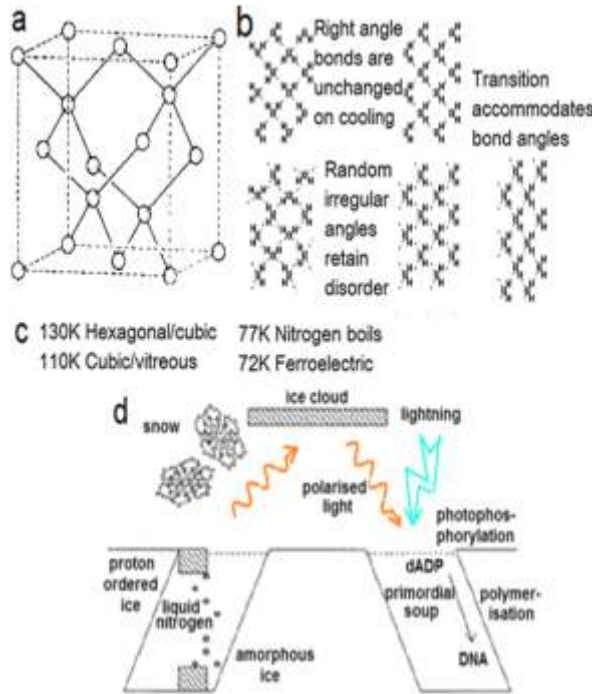 a
b
Right angle
bonds are
unchanged
on cooling
Transition
accommodates
bond angles
Random
irregular
angles
retain
disorder
c 130K Hexagonal/cubic 77K Nitrogen boils
110K Cubic/vitreous 72K Ferroelectric
d
snow
ice cloud
lightning
polarised
light
photophos-
phorylation
proton
ordered
ice
liquid
nitrogen
amorphous
ice
dADP
primordial
soup
polymer-
isation
DNA